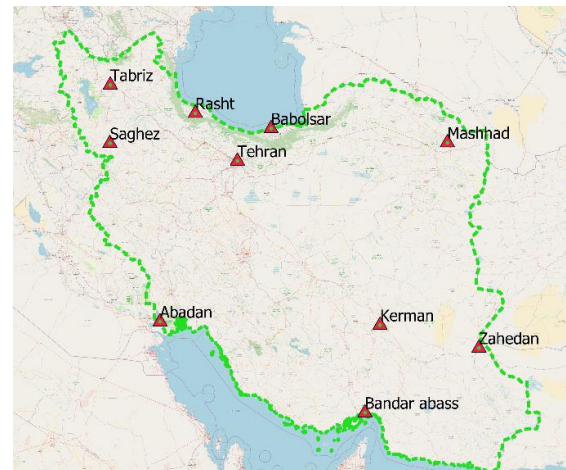 Tabriz
Rasht
Babolsar
Saghez
Mashhad
Tehran
Abadan
Kerman
Zahedan
Bandar abass